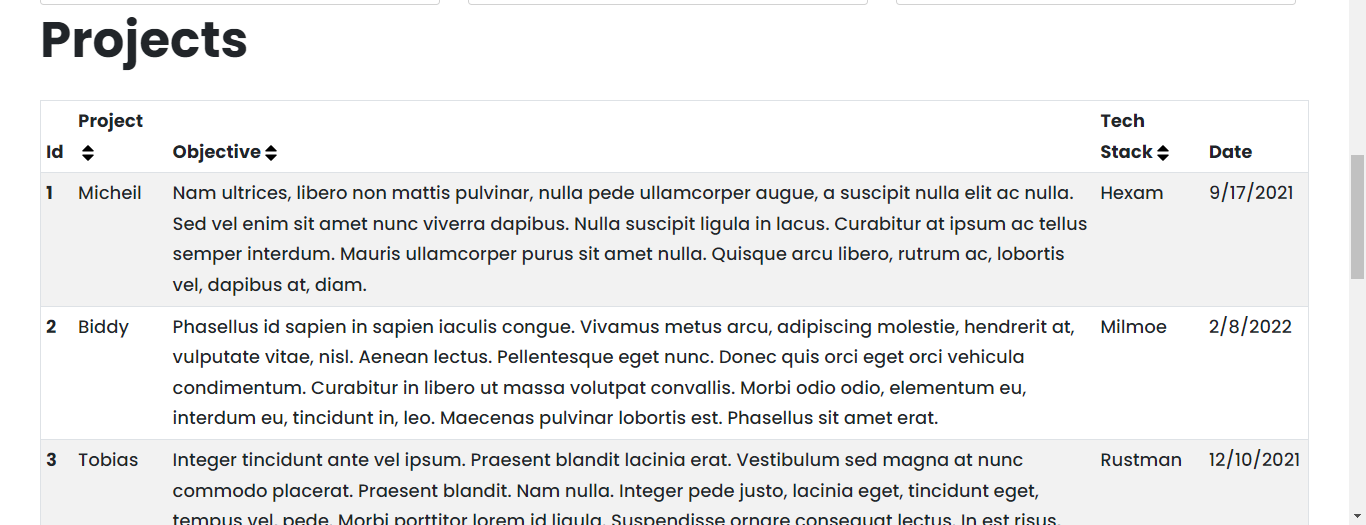 Projects
Id Project Objective Tech Stack Date
1 Micheil Nam ultrices, libero non mattis pulvinar, nulla pede ullamcorper augue, a suscipit nulla elit ac nulla. Hexam 9/17/2021
Sed vel enim sit amet nunc viverra dapibus. Nulla suscipit ligula in lacus. Curabitur at ipsum ac tellus
semper interdum. Mauris ullamcorper purus sit amet nulla. Quisque arcu libero, rutrum ac, lobortis
vel, dapibus at, diam.
2 Biddy Phasellus id sapien in sapien iaculis congue. Vivamus metus arcu, adipiscing molestie, hendrerit at, Milmoe 2/8/2022
vulputate vitae, nisl. Aenean lectus. Pellentesque eget nunc. Donec quis orci eget orci vehicula
condimentum. Curabitur in libero ut massa volutpat convallis. Morbi odio odio, elementum eu,
interdum eu, tincidunt in, leo. Maecenas pulvinar lobortis est. Phasellus sit amet erat.
3 Tobias Integer tincidunt ante vel ipsum. Praesent blandit lacinia erat. Vestibulum sed magna at nunc Rustman 12/10/2021
commodo placerat. Praesent blandit. Nam nulla. Integer pede justo, lacinia eget, tincidunt eget,
tempus vel, pede. Morbi porttitor lorem id ligula. Suspendisse ornare consequat lectus. In est risus,